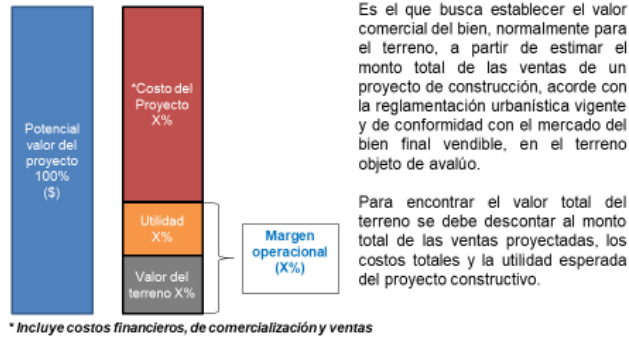 Potencial
valor del
proyecto
100%
($)
*Costo del
Proyecto
X%
Utilidad
X%
Valor del
terreno X%
Margen
operacional
(X%)
* Incluye costos financieros, de comercialización y ventas
Es el que busca establecer el valor
comercial del bien, normalmente para
el terreno, a partir de estimar el
monto total de las ventas de un
proyecto de construcción, acorde con
la reglamentación urbanística vigente
y de conformidad con el mercado del
bien final vendible, en el terreno
objeto de avalúo.
Para encontrar el valor total del
terreno se debe descontar al monto
total de las ventas proyectadas, los
costos totales y la utilidad esperada
del proyecto constructivo.